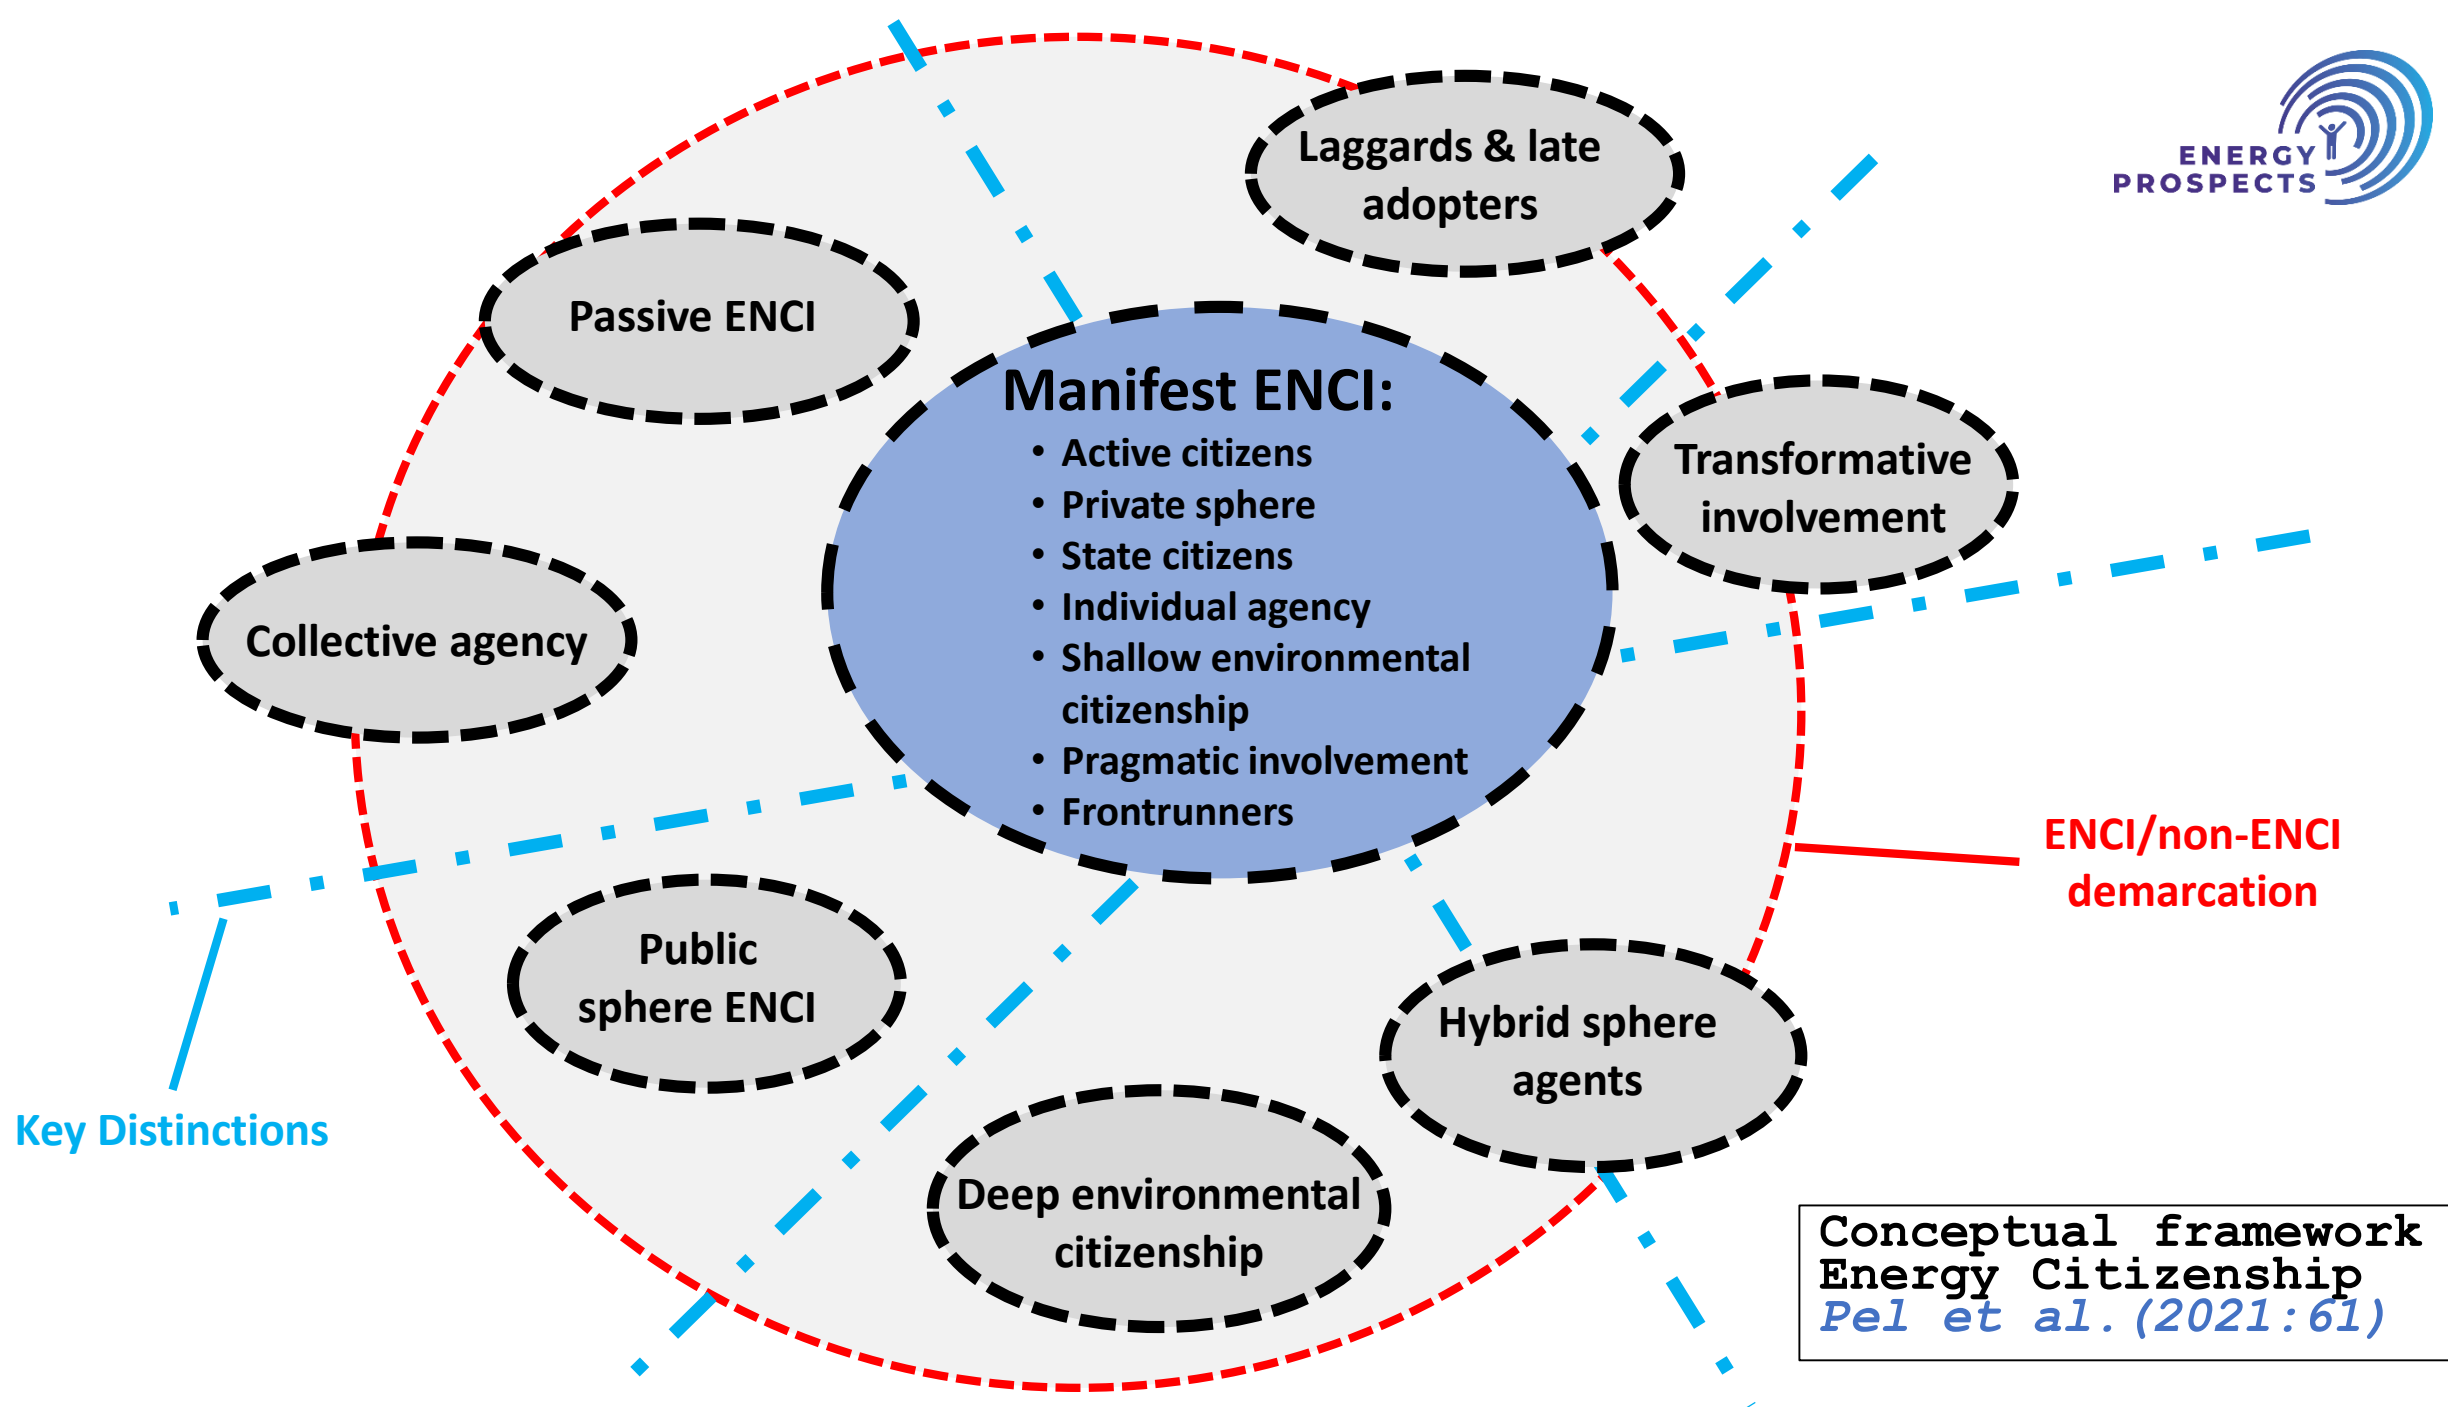 ENERGY
PROSPECTS
Laggards & late
adopters
Passive ENCI
Manifest ENCI:
• Active citizens
• Private sphere
• State citizens
• Individual agency
• Shallow environmental
citizenship
• Pragmatic involvement
• Frontrunners
Transformative
involvement
Collective agency
ENCI/non-ENCI
demarcation
Public
sphere ENCI
Hybrid sphere
agents
Key Distinctions
Deep environmental
citizenship
Conceptual framework
Energy Citizenship
Pel et al.(2021:61)